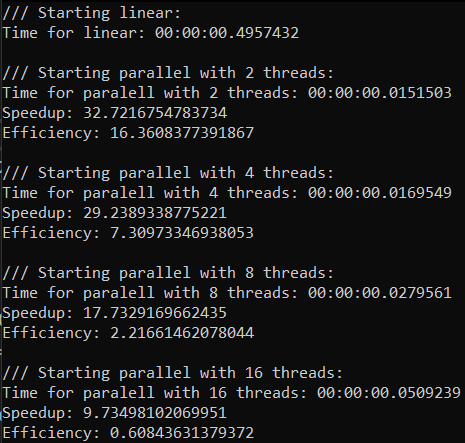 /// Starting linear:
Time for linear: 00:00:00.4957432
/// Starting parallel with 2 threads:
Time for paralell with 2 threads: 00:00:00.0151503
Speedup: 32.7216754783734
Efficiency: 16.3608377391867
/// Starting parallel with 4 threads:
Time for paralell with 4 threads: 00:00:00.0169549
Speedup: 29.2389338775221
Efficiency: 7.30973346938053
/// Starting parallel with 8 threads:
Time for paralell with 8 threads: 00:00:00.0279561
Speedup: 17.7329169662435
Efficiency: 2.21661462078044
/// Starting parallel with 16 threads:
Time for paralell with 16 threads: 00:00:00.0509239
Speedup: 9.73498102069951
Efficiency: 0.60843631379372